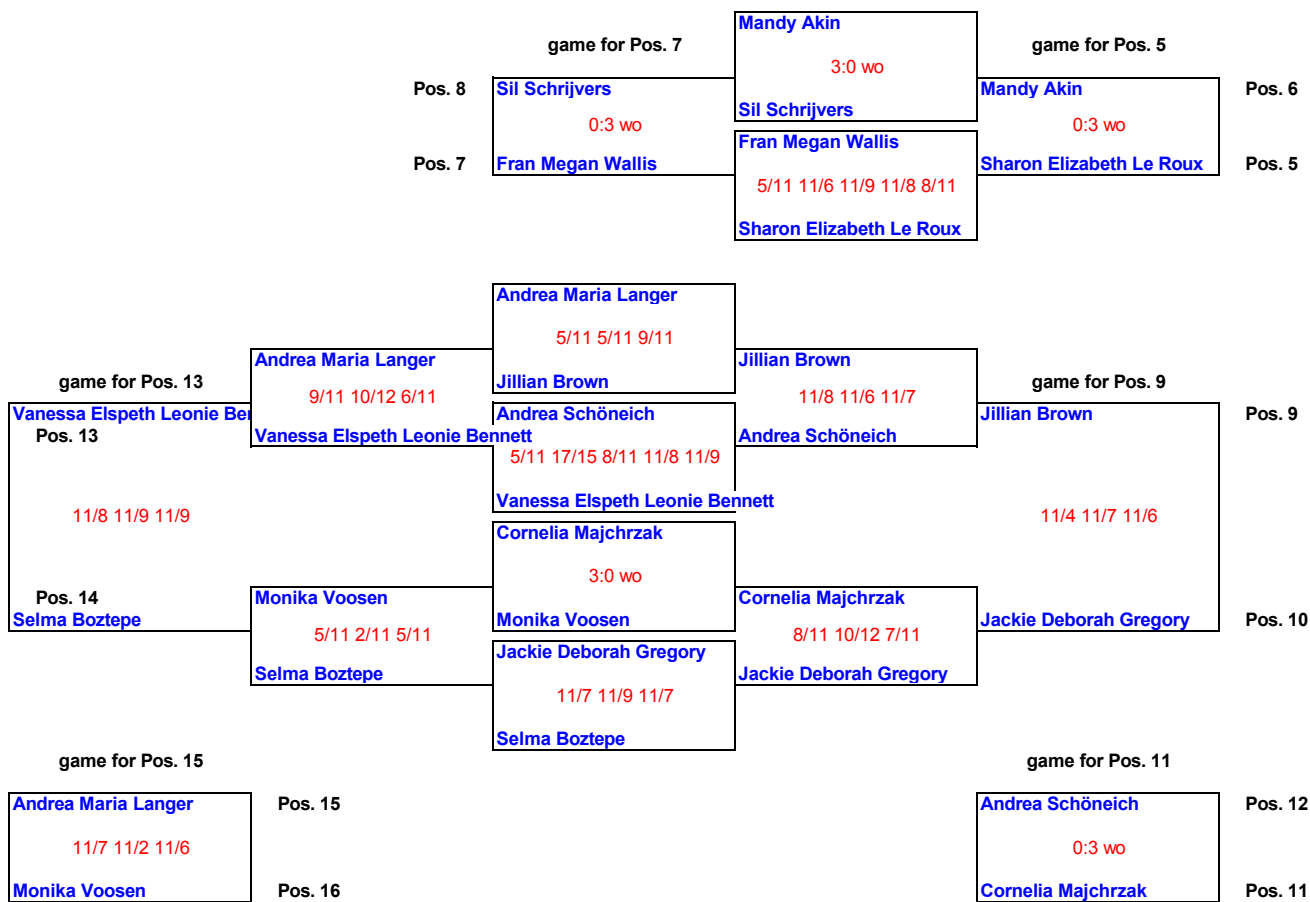 Mandy Akin
game for Pos. 7
game for Pos. 5
3:0 wo
Pos. 8
Sil Schrijvers
Mandy Akin
Pos. 6
Sil Schrijvers
0:3 wo
0:3 wo
Fran Megan Wallis
Pos. 7
Fran Megan Wallis
Sharon Elizabeth Le Roux
Pos. 5
5/11 11/6 11/9 11/8 8/11
Sharon Elizabeth Le Roux
Andrea Maria Langer
5/11 5/11 9/11
Andrea Maria Langer
Jillian Brown
game for Pos. 13
Jillian Brown
game for Pos. 9
9/11 10/12 6/11
11/8 11/6 11/7
Vanessa Elspeth Leonie Ber
Andrea Schöneich
Jillian Brown
Pos. 9
Pos. 13
Vanessa Elspeth Leonie Bennett
Andrea Schöneich
5/11 17/15 8/11 11/8 11/9
Vanessa Elspeth Leonie Bennett
11/8 11/9 11/9
11/4 11/7 11/6
Cornelia Majchrzak
3:0 wo
Pos. 14
Monika Voosen
Cornelia Majchrzak
Selma Boztepe
Monika Voosen
Jackie Deborah Gregory
Pos. 10
5/11 2/11 5/11
8/11 10/12 7/11
Jackie Deborah Gregory
Selma Boztepe
Jackie Deborah Gregory
11/7 11/9 11/7
Selma Boztepe
game for Pos. 15
game for Pos. 11
Andrea Maria Langer
Pos. 15
Andrea Schöneich
Pos. 12
11/7 11/2 11/6
0:3 wo
Monika Voosen
Pos. 16
Cornelia Majchrzak
Pos. 11